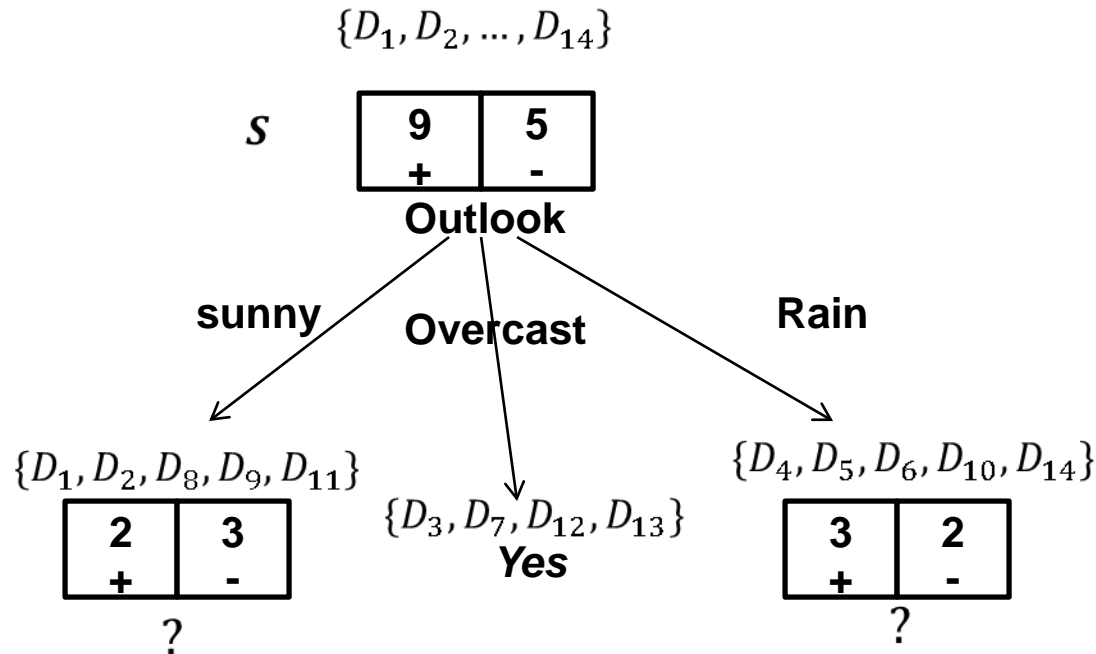 {D₁, D₂, …, D₁₄}
S
9 5
+ -
Outlook
sunny
Overcast
Rain
{D₁, D₂, D₈, D₉, D₁₁}
2 3
+ -
?
{D₃, D₇, D₁₂, D₁₃}
Yes
{D₄, D₅, D₆, D₁₀, D₁₄}
3 2
+ -
?